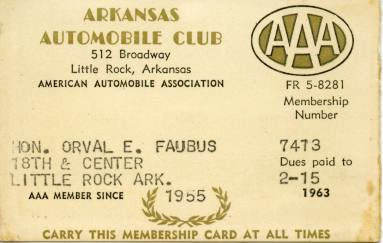 ARKANSAS
AUTOMOBILE CLUB
512 Broadway
Little Rock, Arkansas
AMERICAN AUTOMOBILE ASSOCIATION
AAA
FR 5-8281
Membership
Number
HON. ORVAL E. FAUBUS 7473
18TH & CENTER Dues paid to
LITTLE ROCK ARK. 2-15
AAA MEMBER SINCE 1955 1963
CARRY THIS MEMBERSHIP CARD AT ALL TIMES